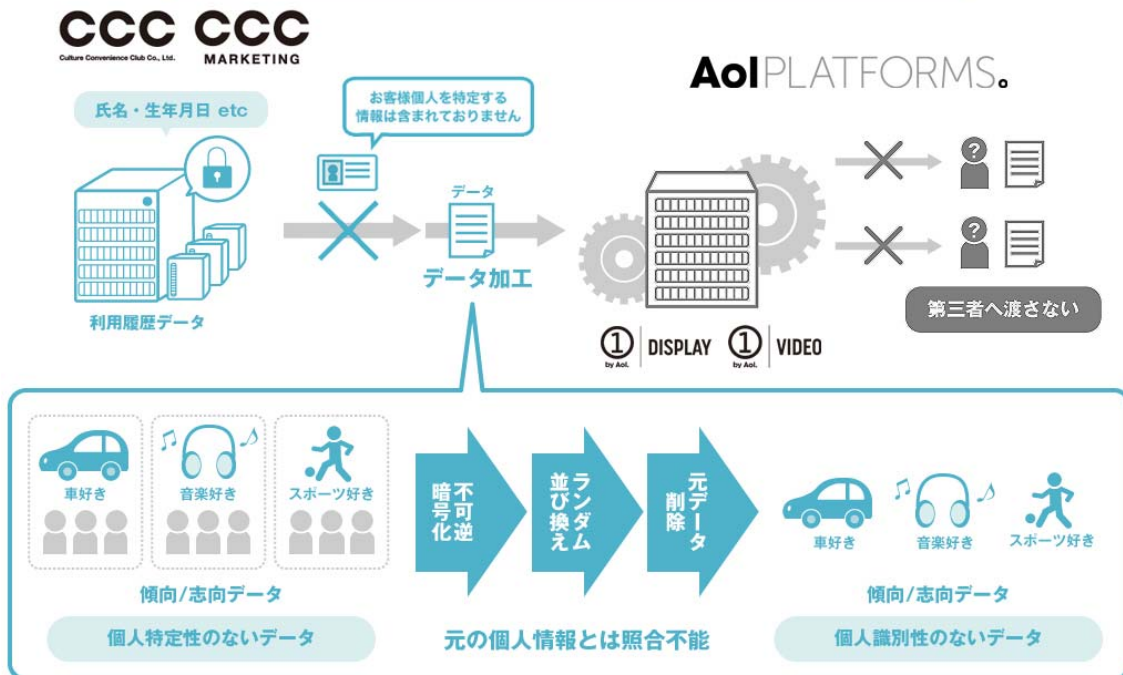 CCC CCC
Culture Convenience Club Co., Ltd. MARKETING
Aol PLATFORMS.
氏名・生年月日 etc
お客様個人を特定する
情報は含まれておりません
データ
データ加工
利用履歴データ
?
?
第三者へ渡さない
1 by Aol. DISPLAY 1 by Aol. VIDEO
車好き
音楽好き
スポーツ好き
傾向/志向データ
個人特定性のないデータ
不可逆
暗号化
ランダム
並び換え
元データ
削除
元の個人情報とは照合不能
車好き
音楽好き
スポーツ好き
傾向/志向データ
個人識別性のないデータ